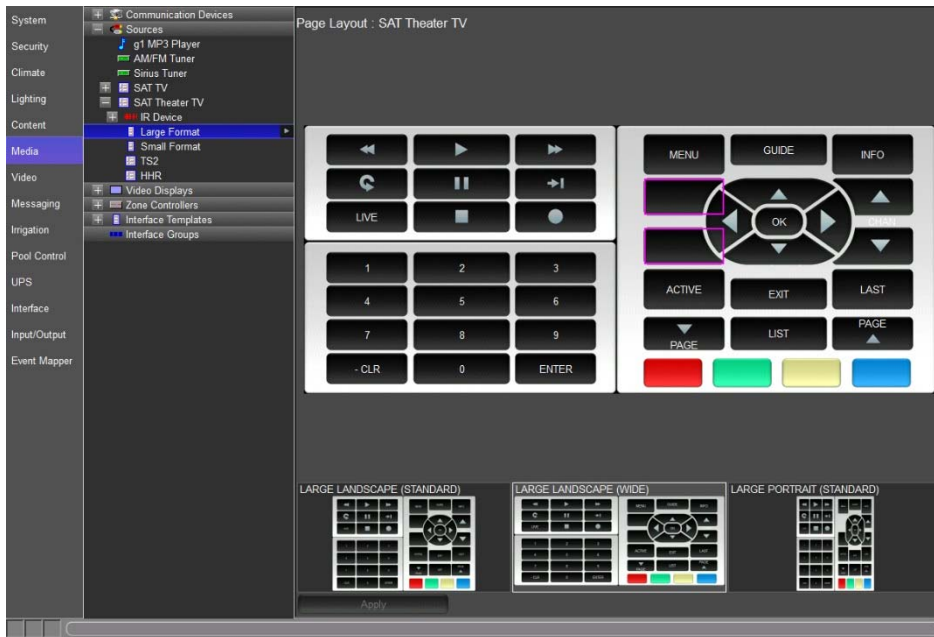 System
Security
Climate
Lighting
Content
Media
Video
Messaging
Irrigation
Pool Control
UPS
Interface
Input/Output
Event Mapper
Communication Devices
Sources
g1 MP3 Player
AM/FM Tuner
Sirius Tuner
SAT TV
SAT Theater TV
IR Device
Large Format
Small Format
TS2
HHR
Video Displays
Zone Controllers
Interface Templates
Interface Groups
Page Layout : SAT Theater TV
LIVE
1 2 3
4 5 6
7 8 9
- CLR 0 ENTER
MENU GUIDE INFO
OK CHAN
ACTIVE EXIT LAST
PAGE LIST PAGE
LARGE LANDSCAPE (STANDARD)
LARGE LANDSCAPE (WIDE)
LARGE PORTRAIT (STANDARD)
Apply